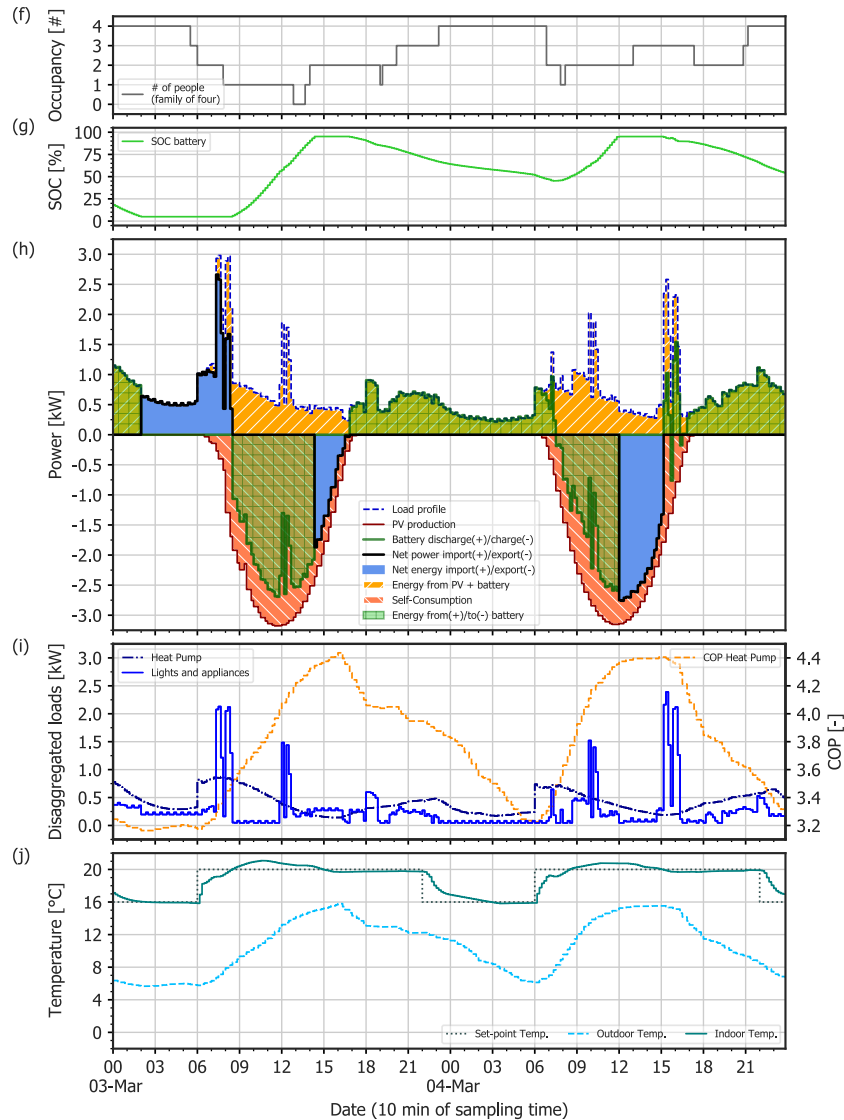 (f)
Occupancy [#]
4
3
2
1
0
# of people
(family of four)
(g)
SOC [%]
100
75
50
25
0
SOC battery
(h)
Power [kW]
3.0
2.5
2.0
1.5
1.0
0.5
0.0
-0.5
-1.0
-1.5
-2.0
-2.5
-3.0
Load profile
PV production
Battery discharge(+)/charge(-)
Net power import(+)/export(-)
Net energy import(+)/export(-)
Energy from PV + battery
Self-Consumption
Energy from(+)/to(-) battery
(i)
Disaggregated loads [kW]
3.0
2.5
2.0
1.5
1.0
0.5
0.0
Heat Pump
Lights and appliances
COP Heat Pump
4.4
4.2
4.0
3.8
3.6
3.4
3.2
COP [-]
(j)
Temperature [°C]
20
16
12
8
4
0
Set-point Temp. Outdoor Temp. Indoor Temp.
00 03 06 09 12 15 18 21 00 03 06 09 12 15 18 21
03-Mar 04-Mar
Date (10 min of sampling time)